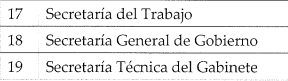 17 Secretaría del Trabajo
18 Secretaría General de Gobierno
19 Secretaría Técnica del Gabinete